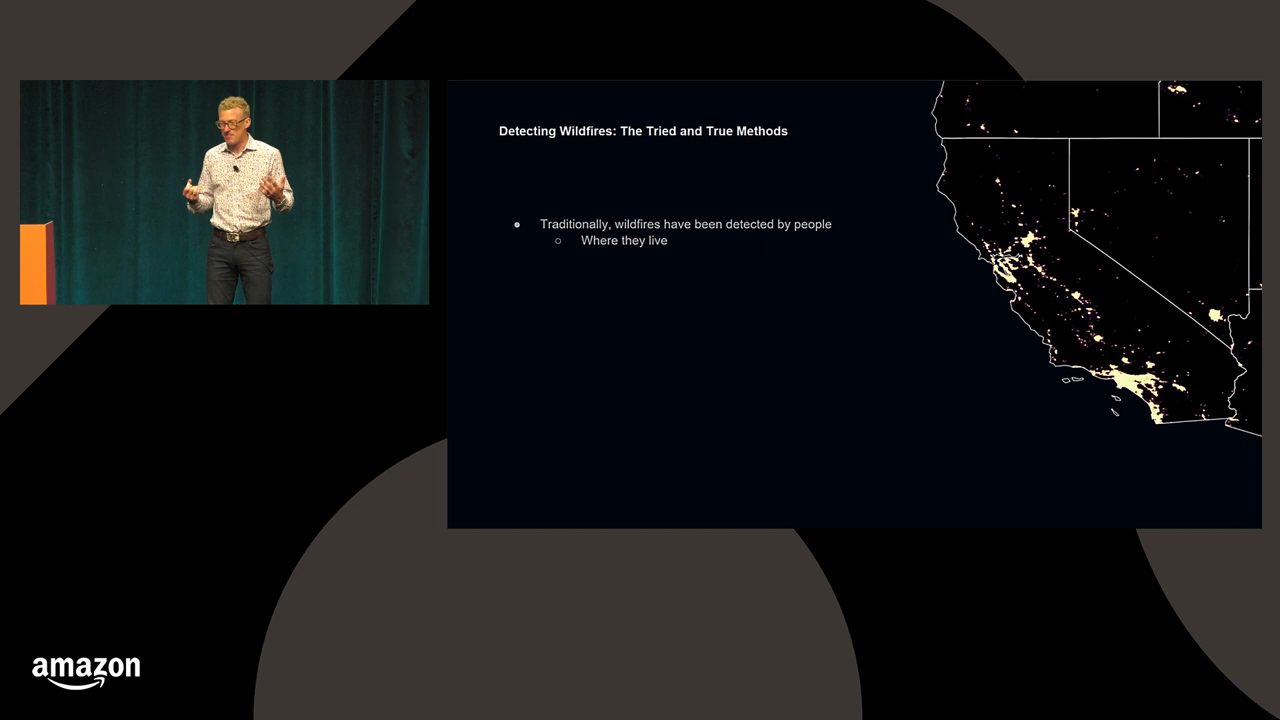 Detecting Wildfires: The Tried and True Methods
● Traditionally, wildfires have been detected by people
○ Where they live
amazon